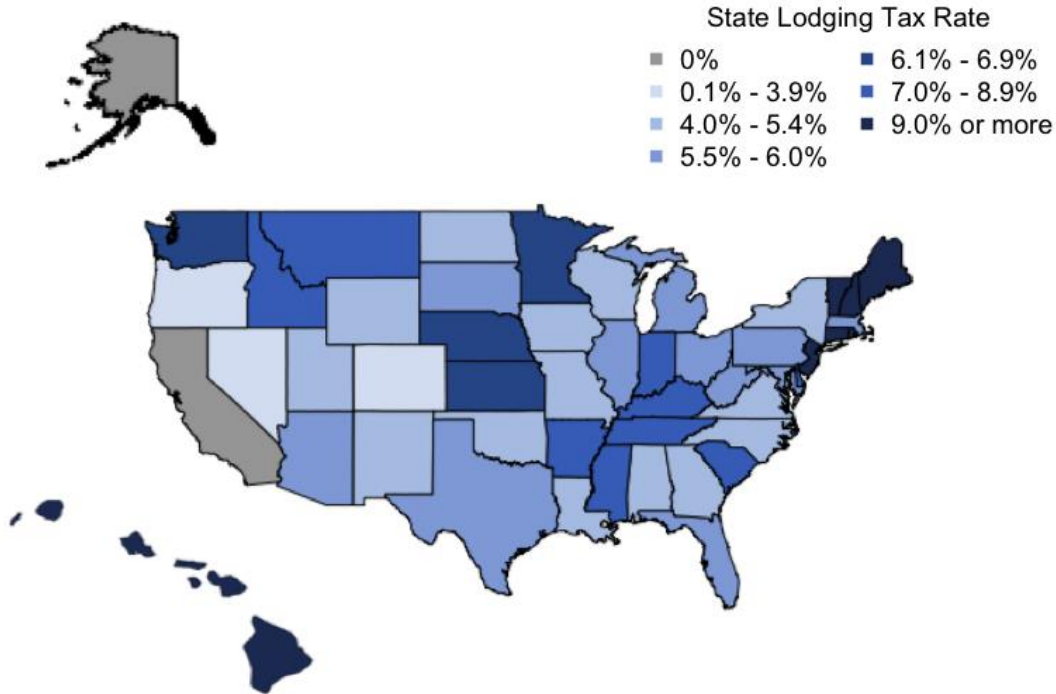 State Lodging Tax Rate
0%
0.1% - 3.9%
4.0% - 5.4%
5.5% - 6.0%
6.1% - 6.9%
7.0% - 8.9%
9.0% or more